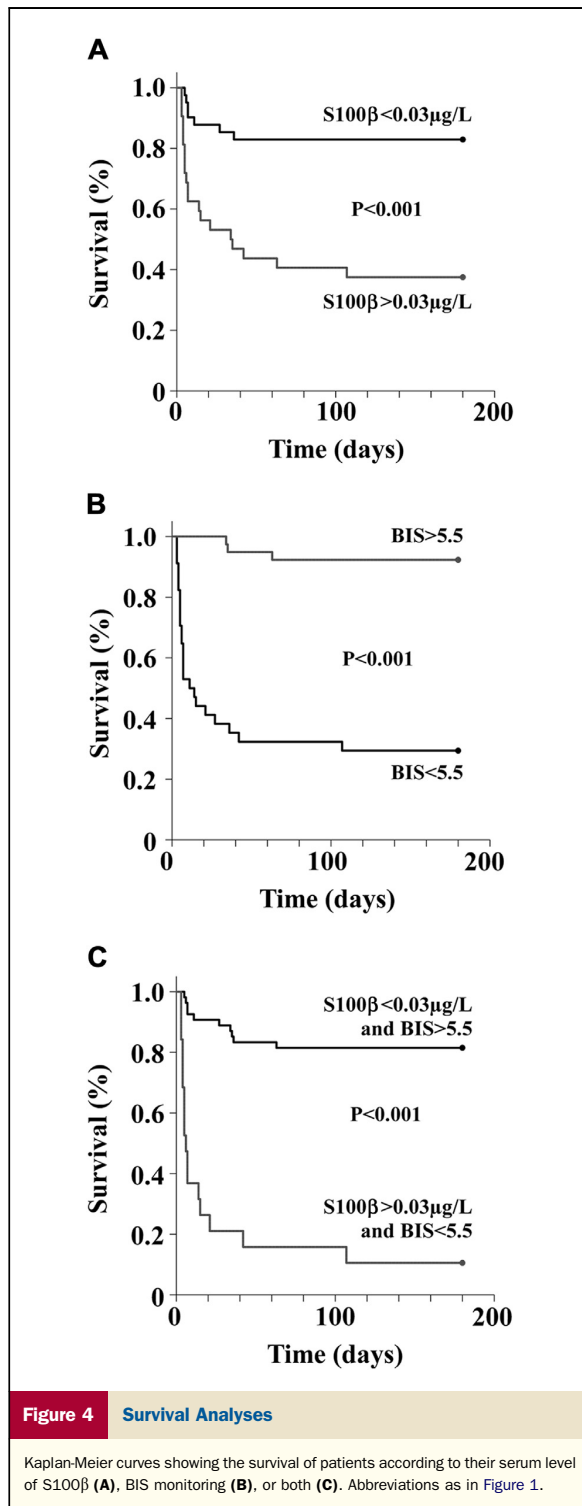 A
1.0
0.8
0.6
0.4
0.2
0
Survival (%)
S100β<0.03µg/L
P<0.001
S100β>0.03µg/L
0 100 200
Time (days)
B
1.0
0.8
0.6
0.4
0.2
0
Survival (%)
BIS>5.5
P<0.001
BIS<5.5
0 100 200
Time (days)
C
1.0
0.8
0.6
0.4
0.2
0
Survival (%)
S100β<0.03µg/L
and BIS>5.5
P<0.001
S100β>0.03µg/L
and BIS<5.5
0 100 200
Time (days)
Figure 4 Survival Analyses
Kaplan-Meier curves showing the survival of patients according to their serum level
of S100β (A), BIS monitoring (B), or both (C). Abbreviations as in Figure 1.